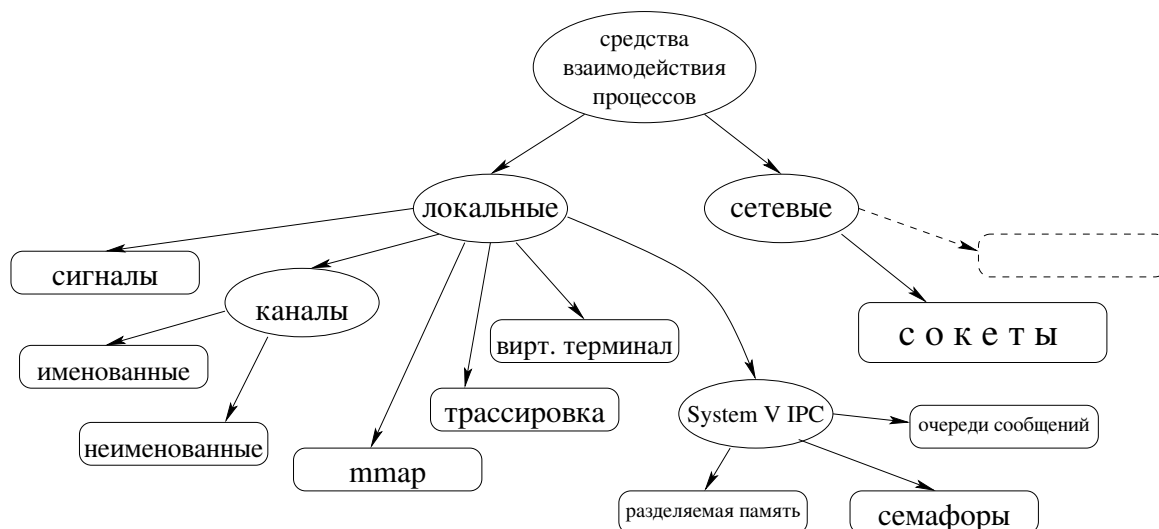 средства
взаимодействия
процессов
локальные
сетевые
сигналы
каналы
сокеты
вирт. терминал
именованные
трассировка
System V IPC
очереди сообщений
неименованные
mmap
разделяемая память
семафоры